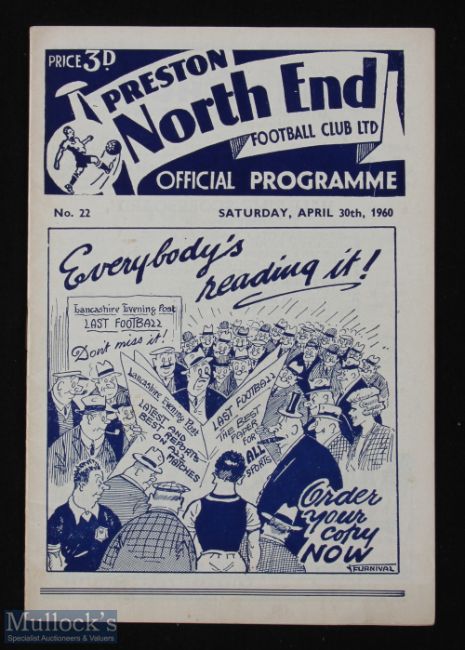 PRICE 3D
PRESTON
North End
FOOTBALL CLUB LTD
OFFICIAL PROGRAMME
No. 22
SATURDAY, APRIL 30th, 1960
Everybody's
reading it!
Lancashire Evening Post
LAST FOOTBALL
Don't miss it!
Lancashire Evening Post
LATEST AND
BEST REPORTS
ON ALL
MATCHES
LAST FOOTBALL
THE BEST
PAPER
FOR
ALL
SPORTS
Order
your
copy
NOW
FURNIVAL
Mullock's
Specialist Auctioneers & Valuers